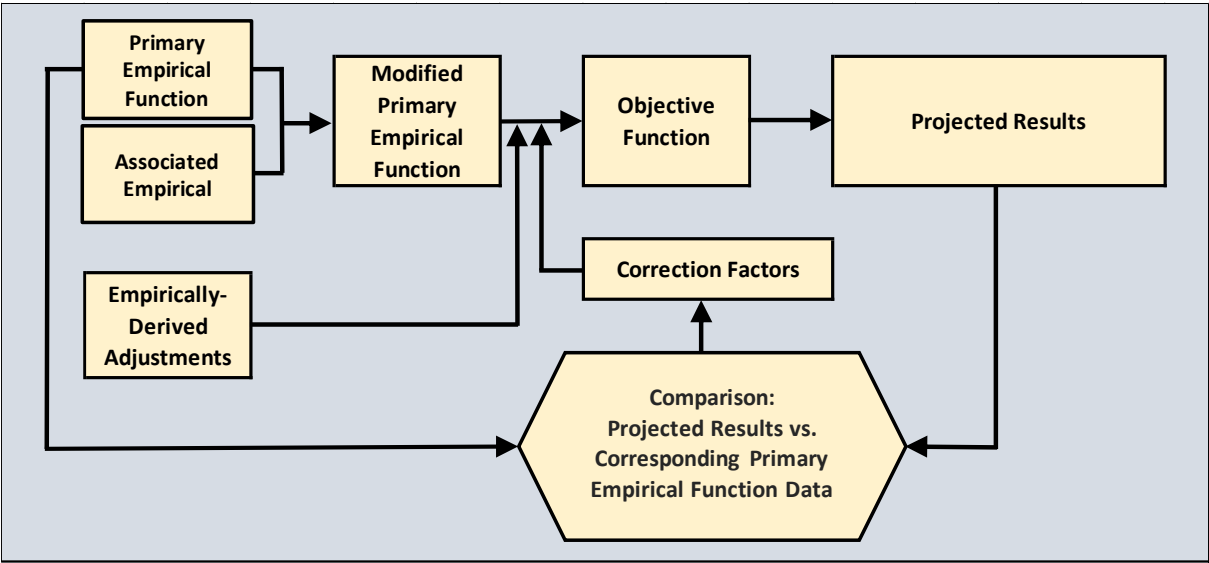 Primary
Empirical
Function
Associated
Empirical
Modified
Primary
Empirical
Function
Objective
Function
Projected Results
Empirically-
Derived
Adjustments
Correction Factors
Comparison:
Projected Results vs.
Corresponding Primary
Empirical Function Data